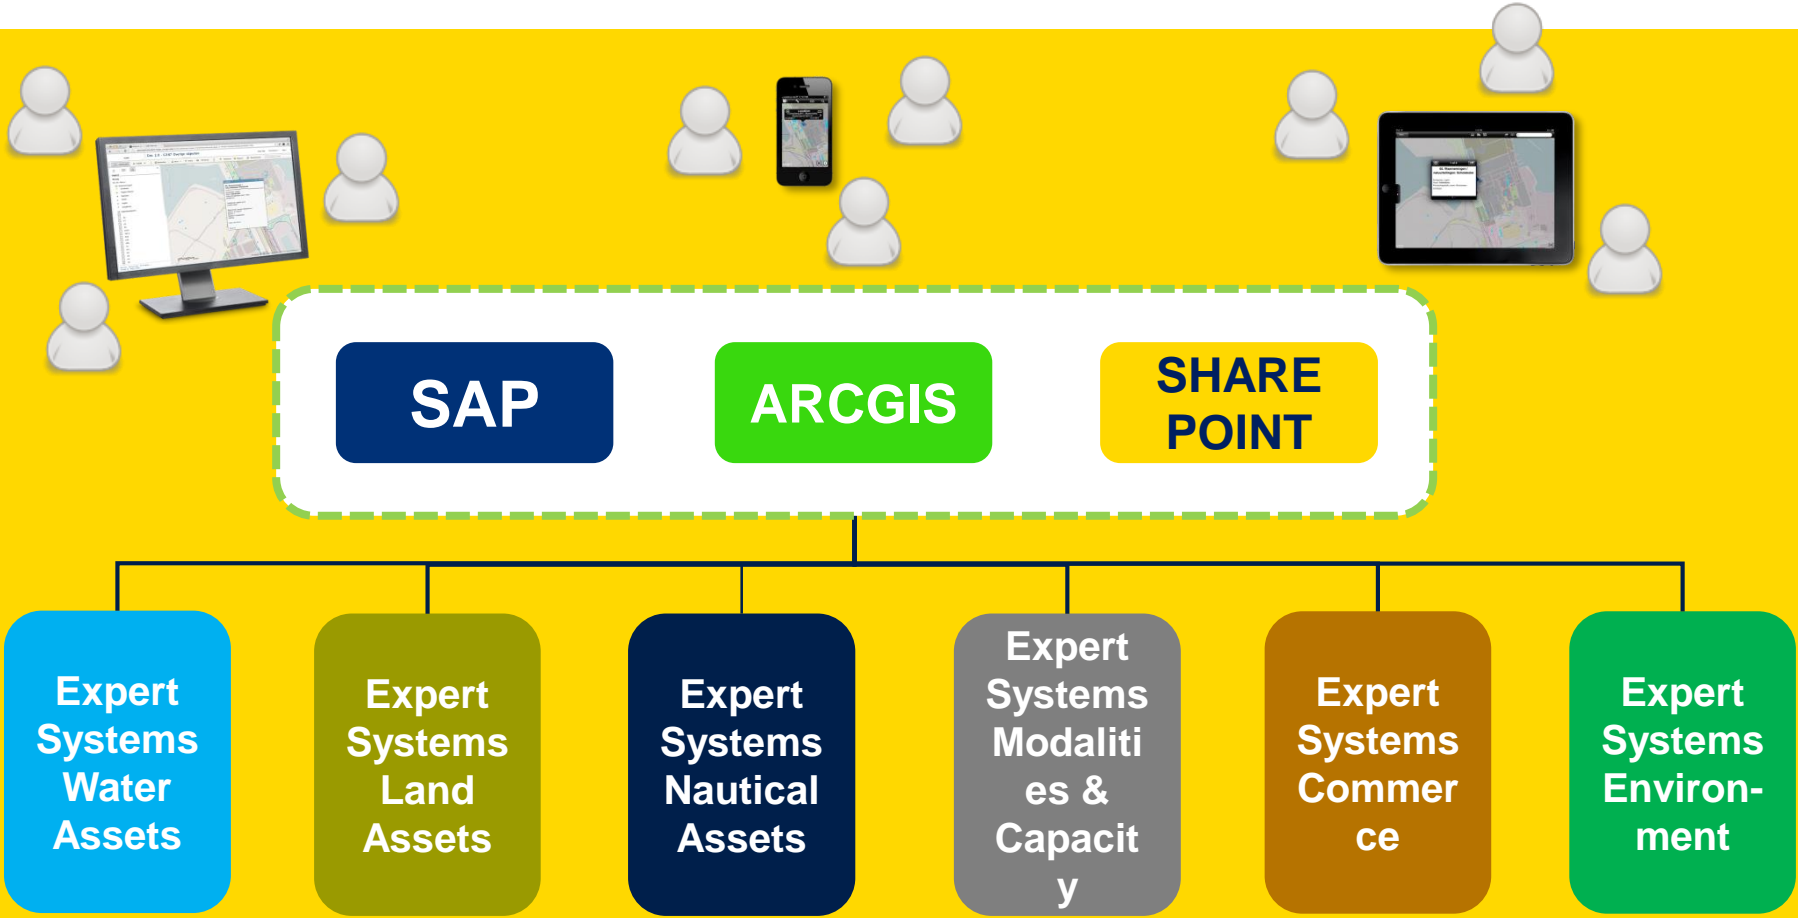 SAP
ARCGIS
SHARE
POINT
Expert
Systems
Water
Assets
Expert
Systems
Land
Assets
Expert
Systems
Nautical
Assets
Expert
Systems
Modaliti
es &
Capacit
y
Expert
Systems
Commer
ce
Expert
Systems
Environ-
ment